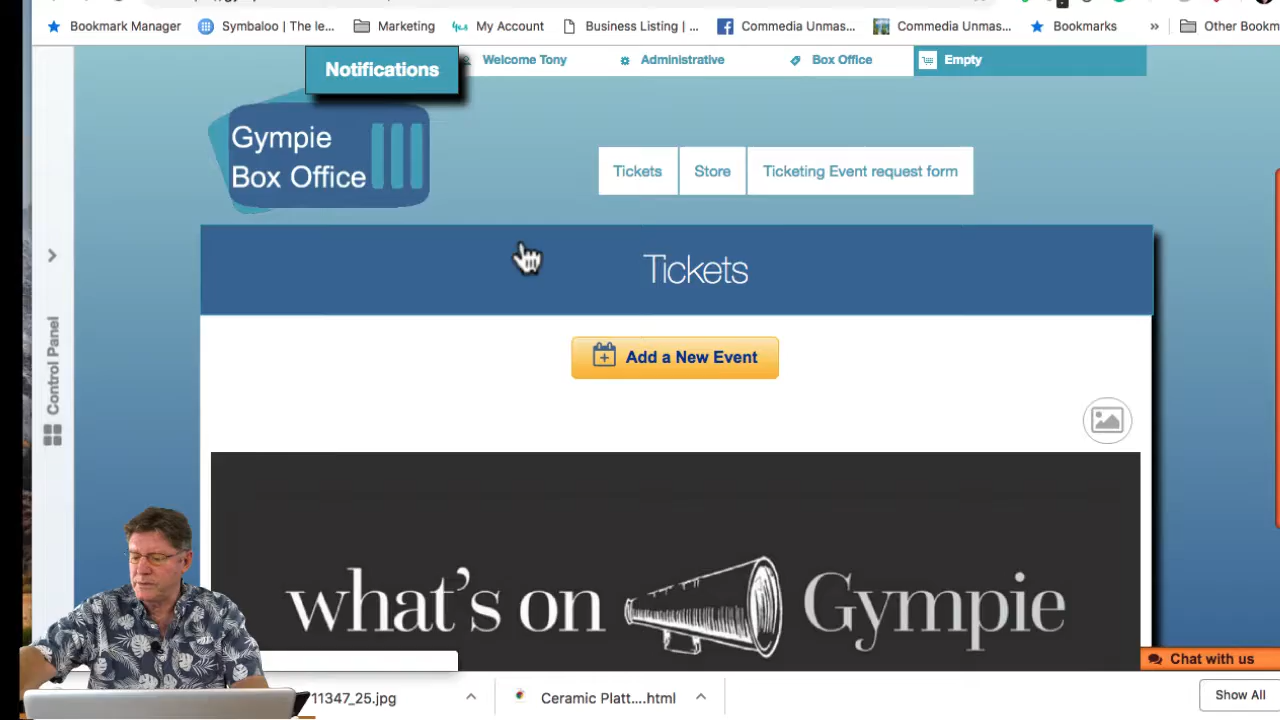 Bookmark Manager
Symbaloo | The le...
Marketing
My Account
Business Listing | ...
Commedia Unmas...
Commedia Unmas...
Bookmarks
»
Other Bookm
Notifications
Welcome Tony
Administrative
Box Office
Empty
Gympie
Box Office
Tickets
Store
Ticketing Event request form
Tickets
Add a New Event
Control Panel
what's on Gympie
Chat with us
11347_25.jpg
Ceramic Platt....html
Show All